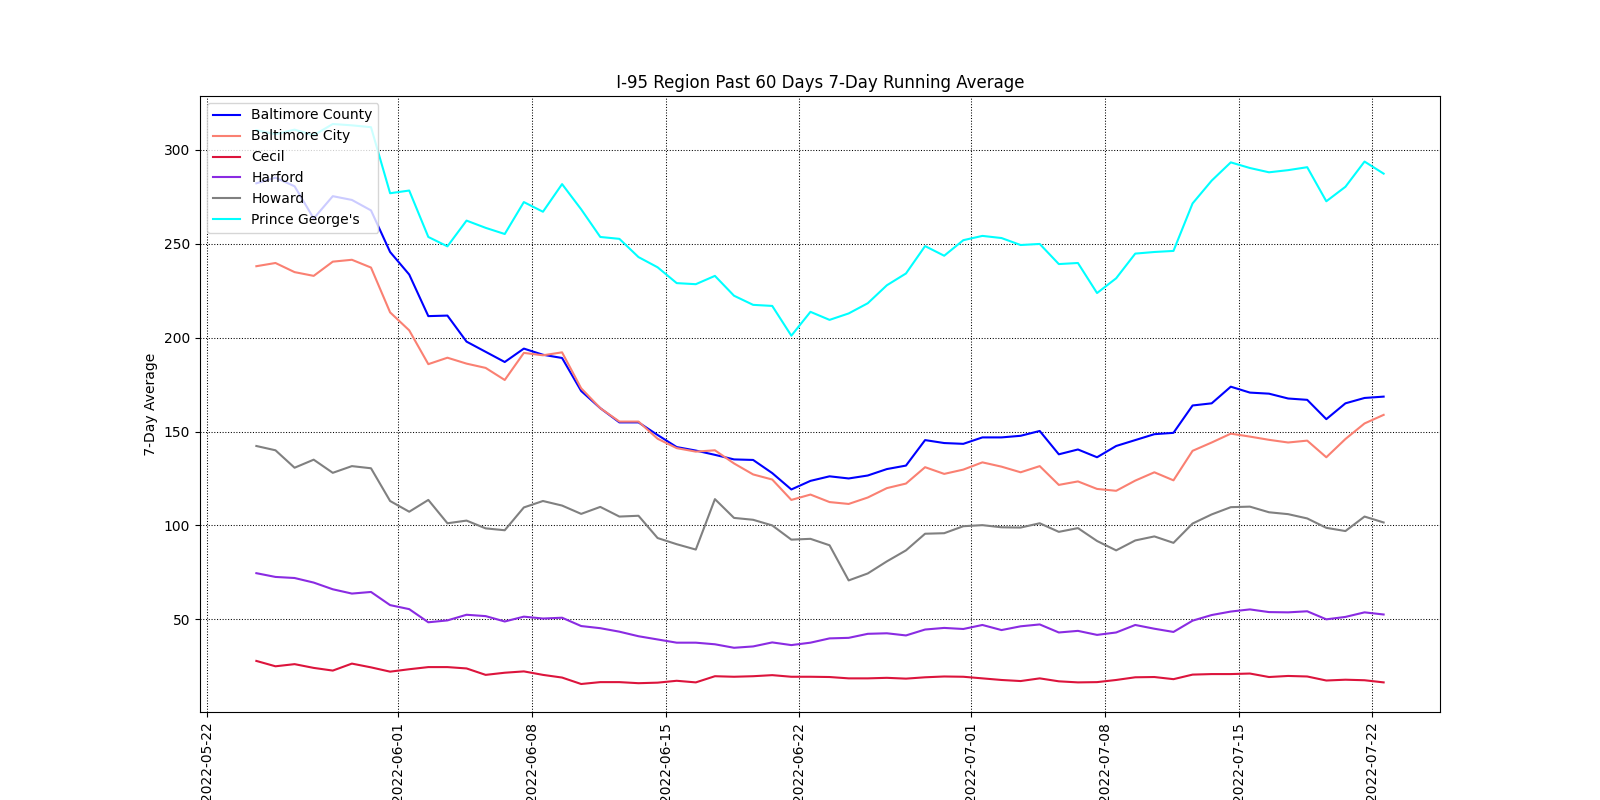 I-95 Region Past 60 Days 7-Day Running Average
Baltimore County
Baltimore City
Cecil
Harford
Howard
Prince George's
7-Day Average
300
250
200
150
100
50
2022-05-22
2022-06-01
2022-06-08
2022-06-15
2022-06-22
2022-07-01
2022-07-08
2022-07-15
2022-07-22